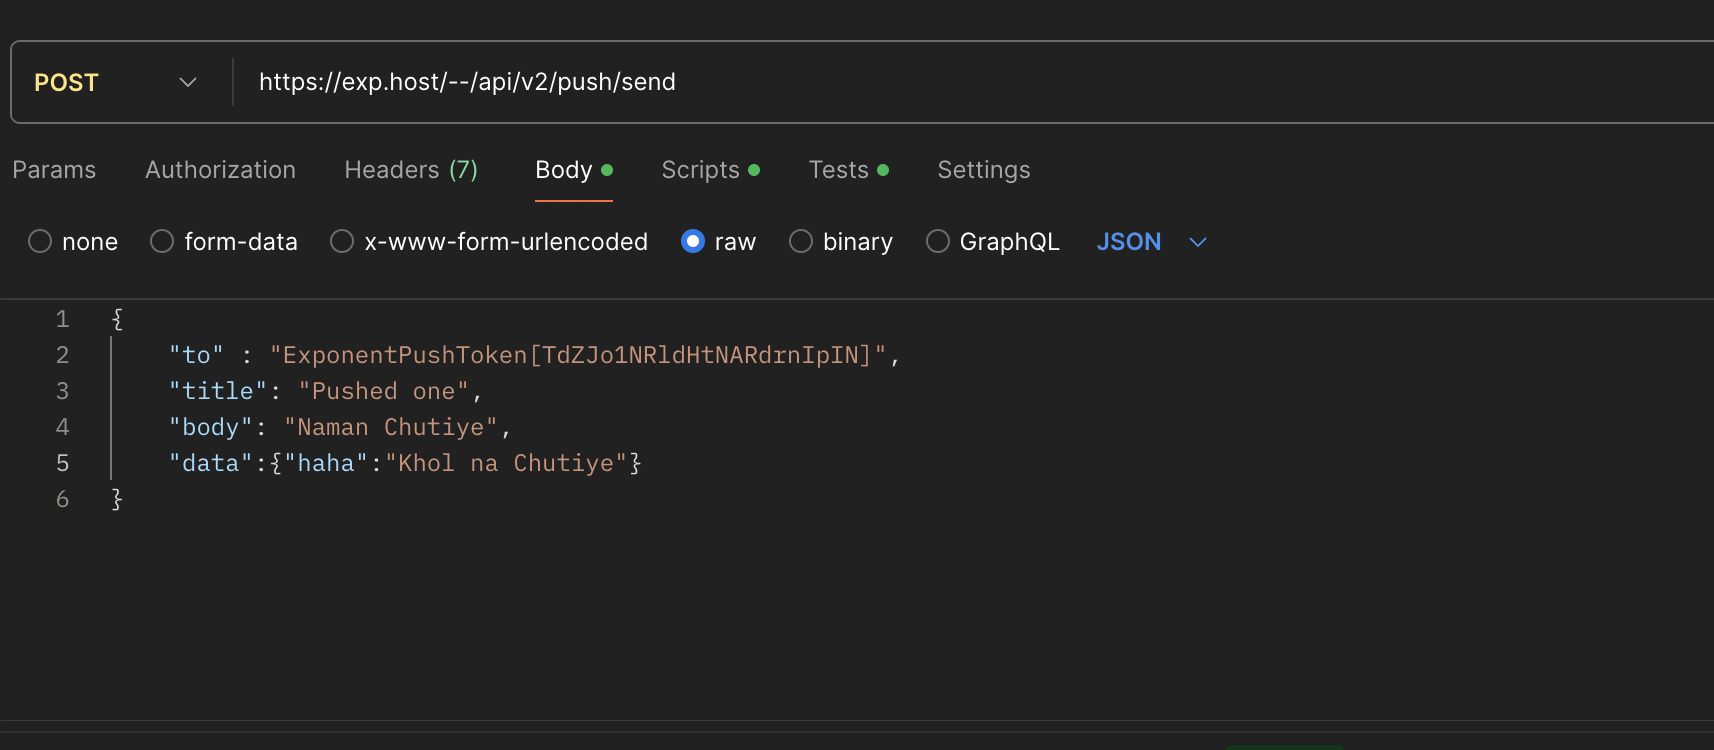 POST https://exp.host/--/api/v2/push/send
Params Authorization Headers (7) Body Scripts Tests Settings
none form-data x-www-form-urlencoded raw binary GraphQL JSON
1 {
2 "to" : "ExponentPushToken[TdZJo1NRldHtNARdrnIpIN]",
3 "title": "Pushed one",
4 "body": "Naman Chutiye",
5 "data":{"haha":"Khol na Chutiye"}
6 }